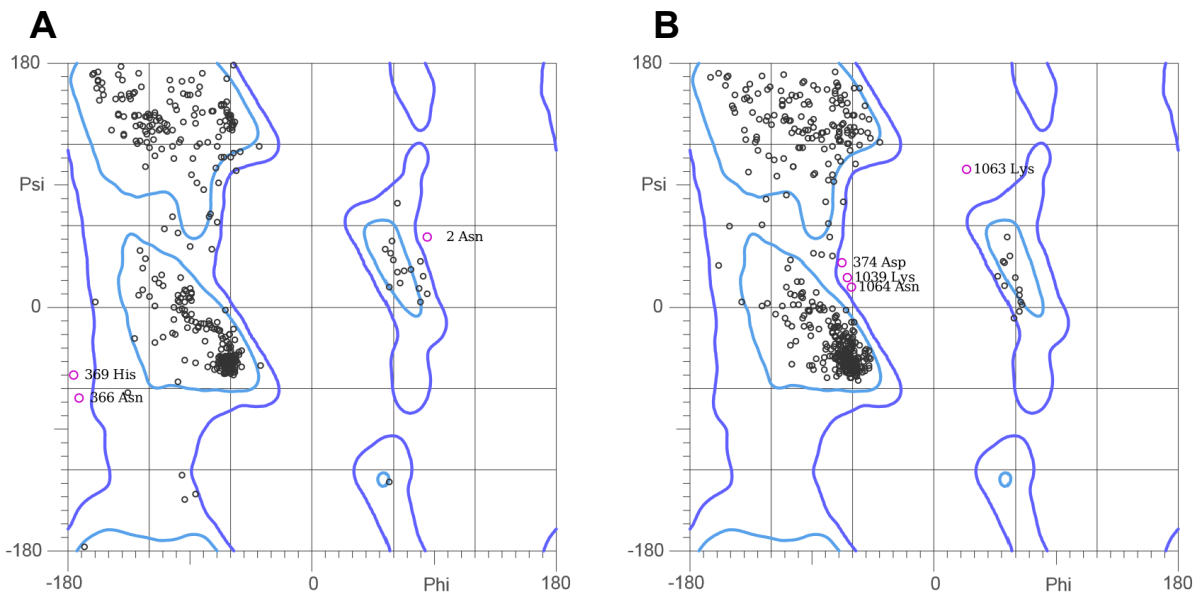 A B
180 180
1063 Lys
Psi Psi
2 Asn
374 Asp
1039 Lys
1064 Asn
0 0
369 His
366 Asn
-180 -180
-180 0 Phi 180 -180 0 Phi 180